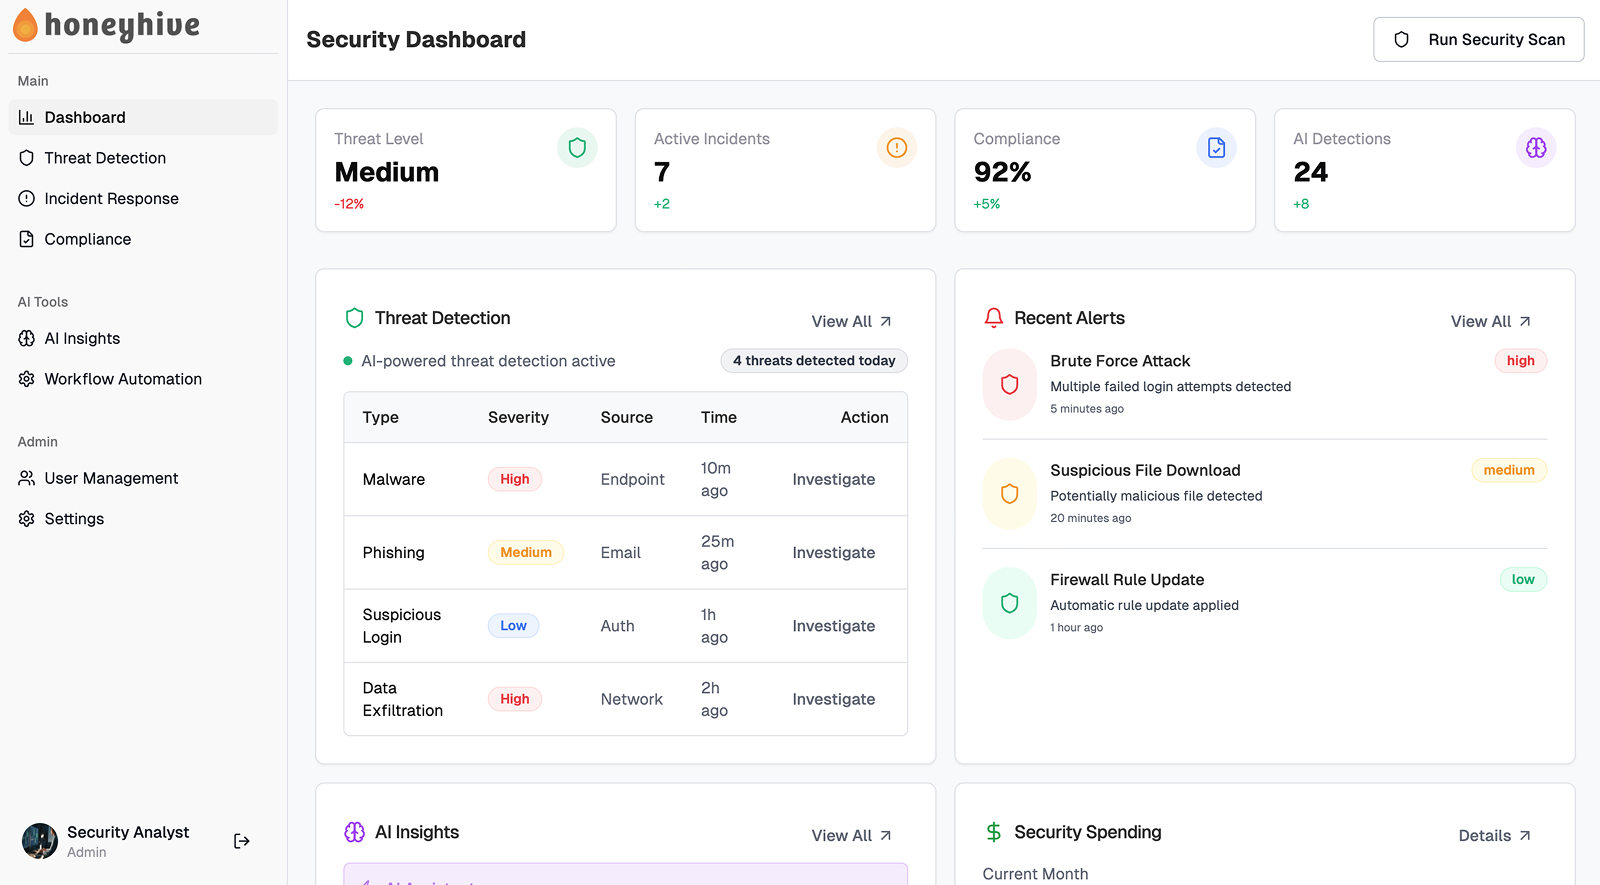 honeyhive
Main
Dashboard
Threat Detection
Incident Response
Compliance
AI Tools
AI Insights
Workflow Automation
Admin
User Management
Settings
Security Analyst
Admin
Security Dashboard
Run Security Scan
Threat Level
Medium
-12%
Active Incidents
7
+2
Compliance
92%
+5%
AI Detections
24
+8
Threat Detection
View All
AI-powered threat detection active
4 threats detected today
Type Severity Source Time Action
Malware High Endpoint 10m ago Investigate
Phishing Medium Email 25m ago Investigate
Suspicious Login Low Auth 1h ago Investigate
Data Exfiltration High Network 2h ago Investigate
Recent Alerts
View All
Brute Force Attack high
Multiple failed login attempts detected
5 minutes ago
Suspicious File Download medium
Potentially malicious file detected
20 minutes ago
Firewall Rule Update low
Automatic rule update applied
1 hour ago
AI Insights
View All
Security Spending
Details
Current Month